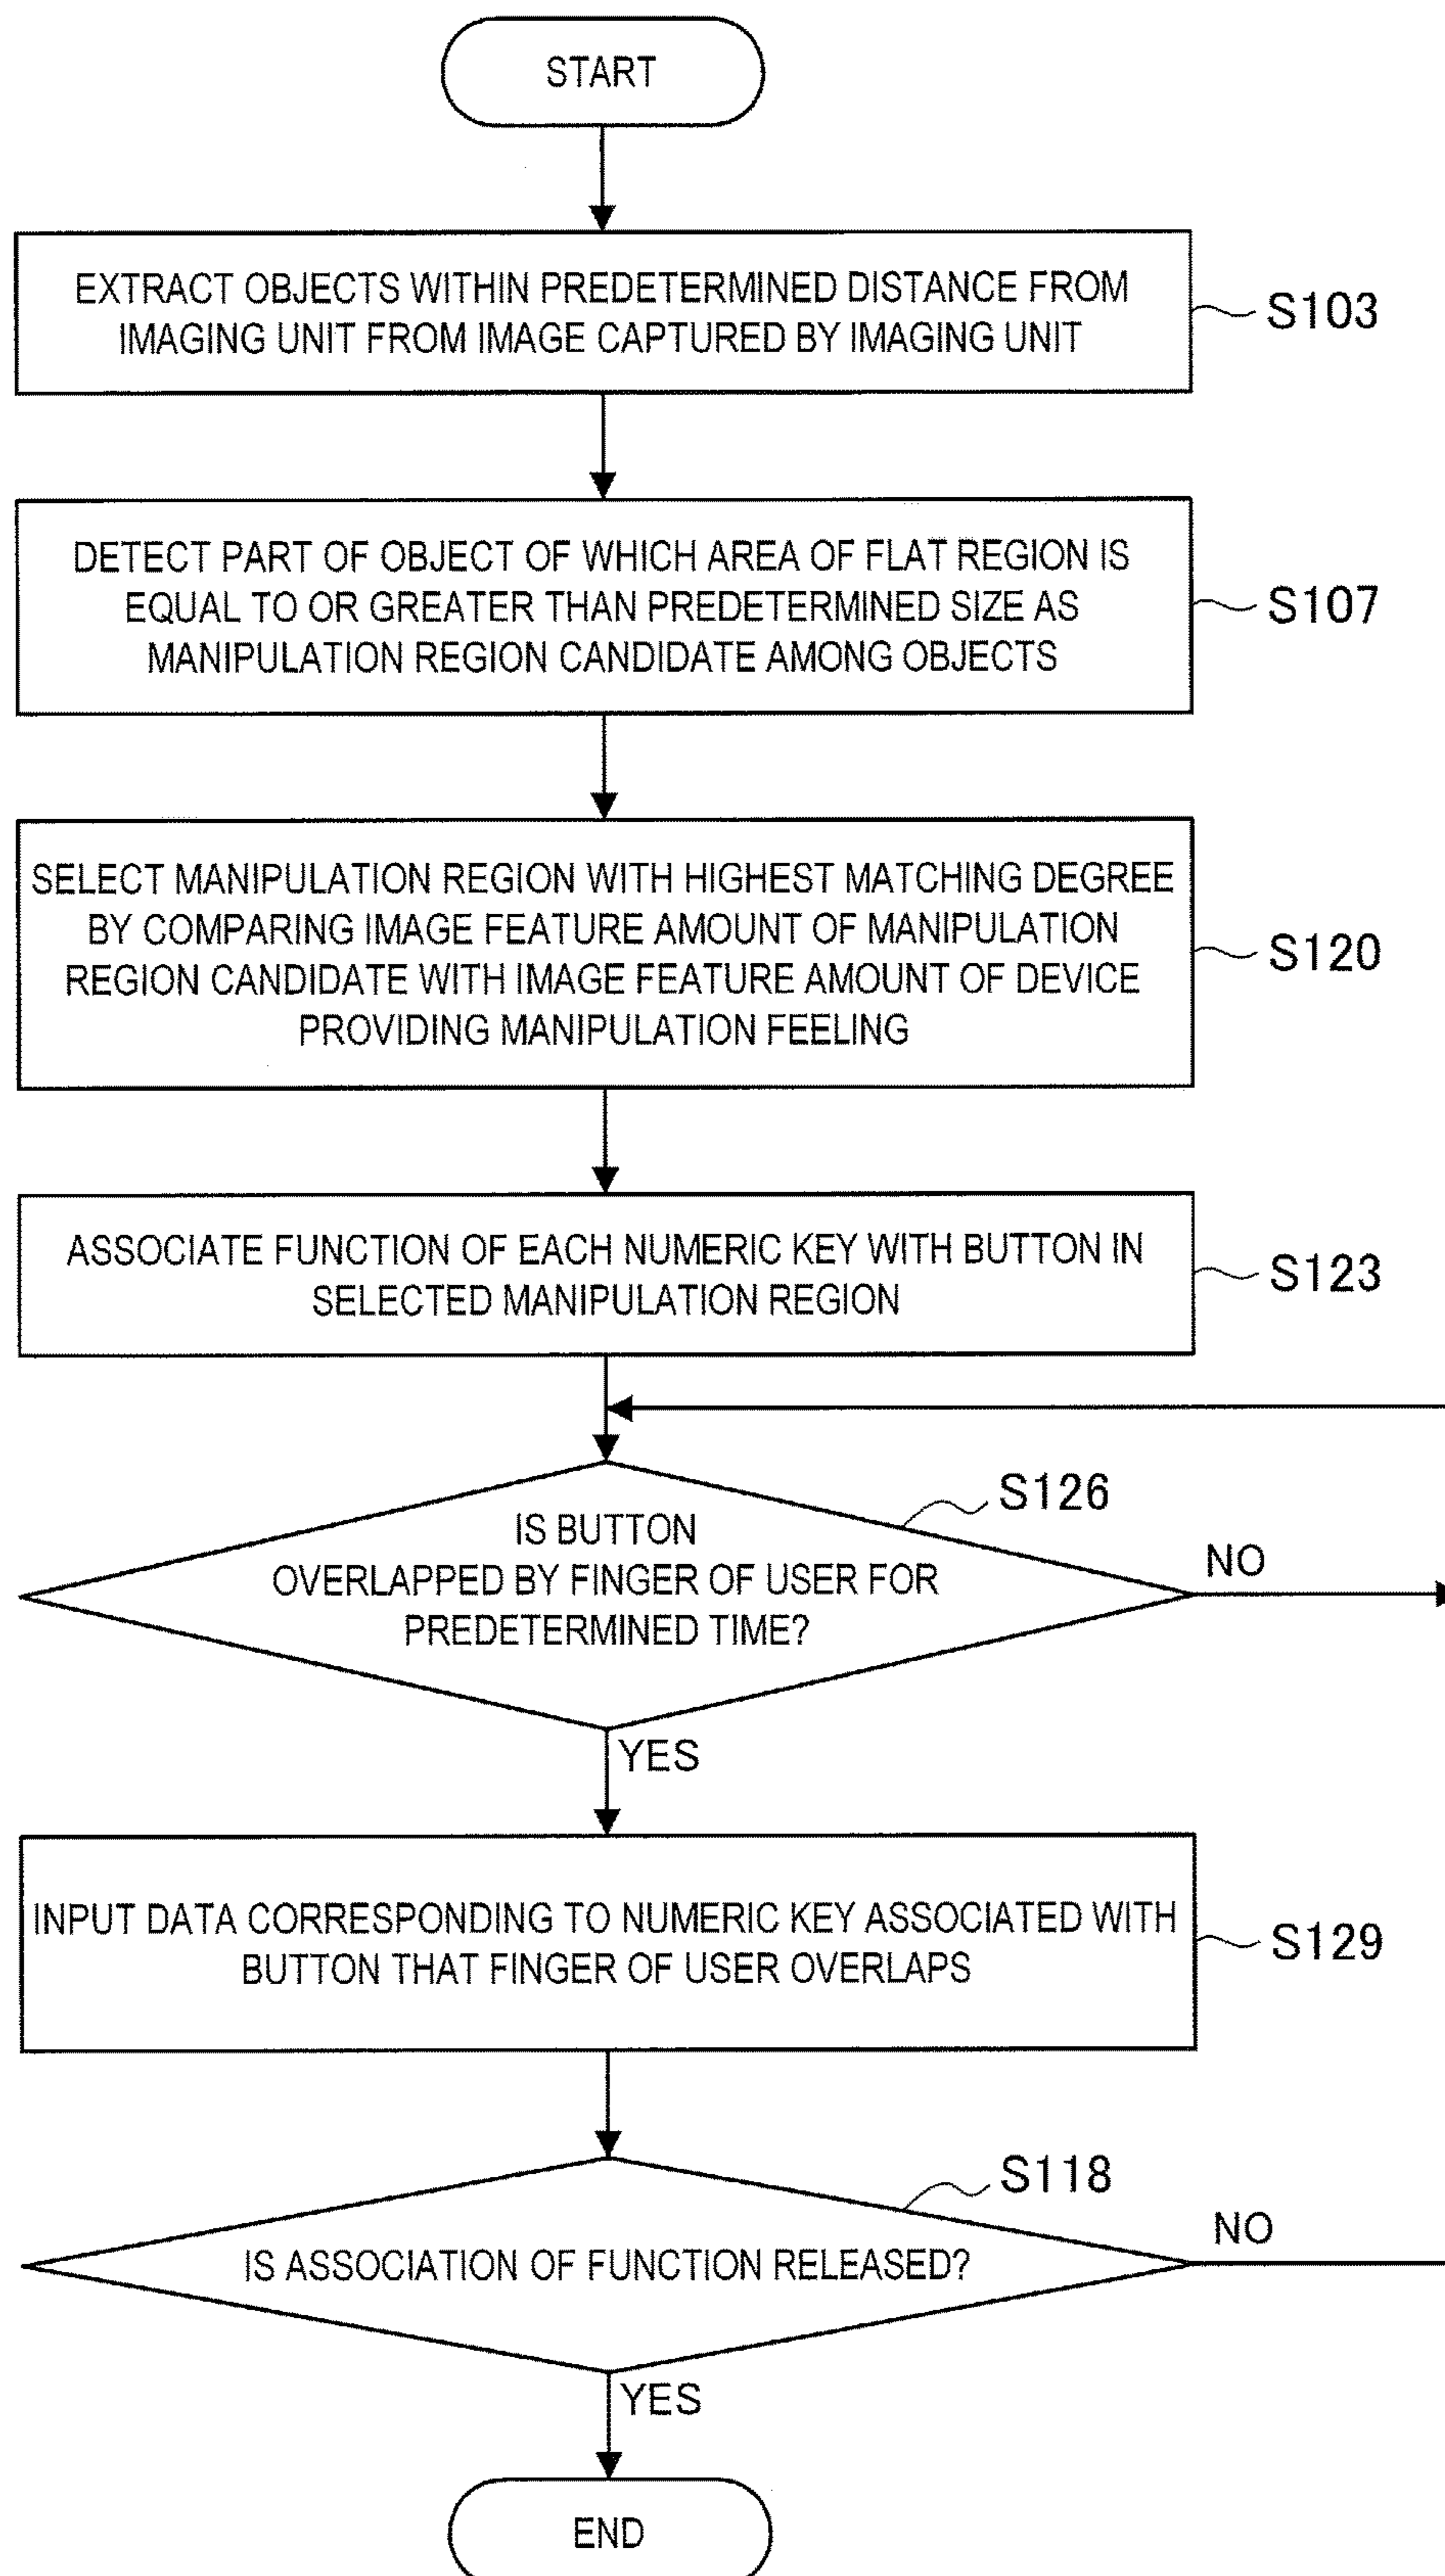 START
EXTRACT OBJECTS WITHIN PREDETERMINED DISTANCE FROM
IMAGING UNIT FROM IMAGE CAPTURED BY IMAGING UNIT
S103
DETECT PART OF OBJECT OF WHICH AREA OF FLAT REGION IS
EQUAL TO OR GREATER THAN PREDETERMINED SIZE AS
MANIPULATION REGION CANDIDATE AMONG OBJECTS
S107
SELECT MANIPULATION REGION WITH HIGHEST MATCHING DEGREE
BY COMPARING IMAGE FEATURE AMOUNT OF MANIPULATION
REGION CANDIDATE WITH IMAGE FEATURE AMOUNT OF DEVICE
PROVIDING MANIPULATION FEELING
S120
ASSOCIATE FUNCTION OF EACH NUMERIC KEY WITH BUTTON IN
SELECTED MANIPULATION REGION
S123
S126
IS BUTTON
OVERLAPPED BY FINGER OF USER FOR
PREDETERMINED TIME?
NO
YES
INPUT DATA CORRESPONDING TO NUMERIC KEY ASSOCIATED WITH
BUTTON THAT FINGER OF USER OVERLAPS
S129
S118
IS ASSOCIATION OF FUNCTION RELEASED?
NO
YES
END